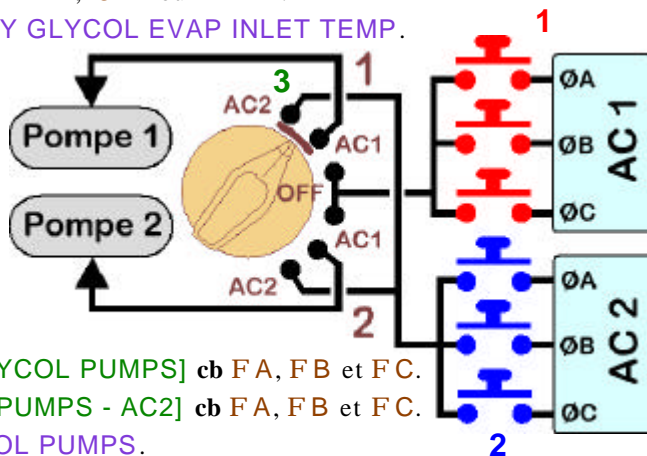 Y GLYCOL EVAP INLET TEMP.
1
1
3
AC2
ØA
Pompe 1
AC1
ØB
AC 1
OFF
ØC
Pompe 2
AC1
AC2
ØA
2
ØB
AC 2
ØC
YCOL PUMPS] cb F A, F B et F C.
PUMPS - AC2] cb F A, F B et F C.
OL PUMPS.
2